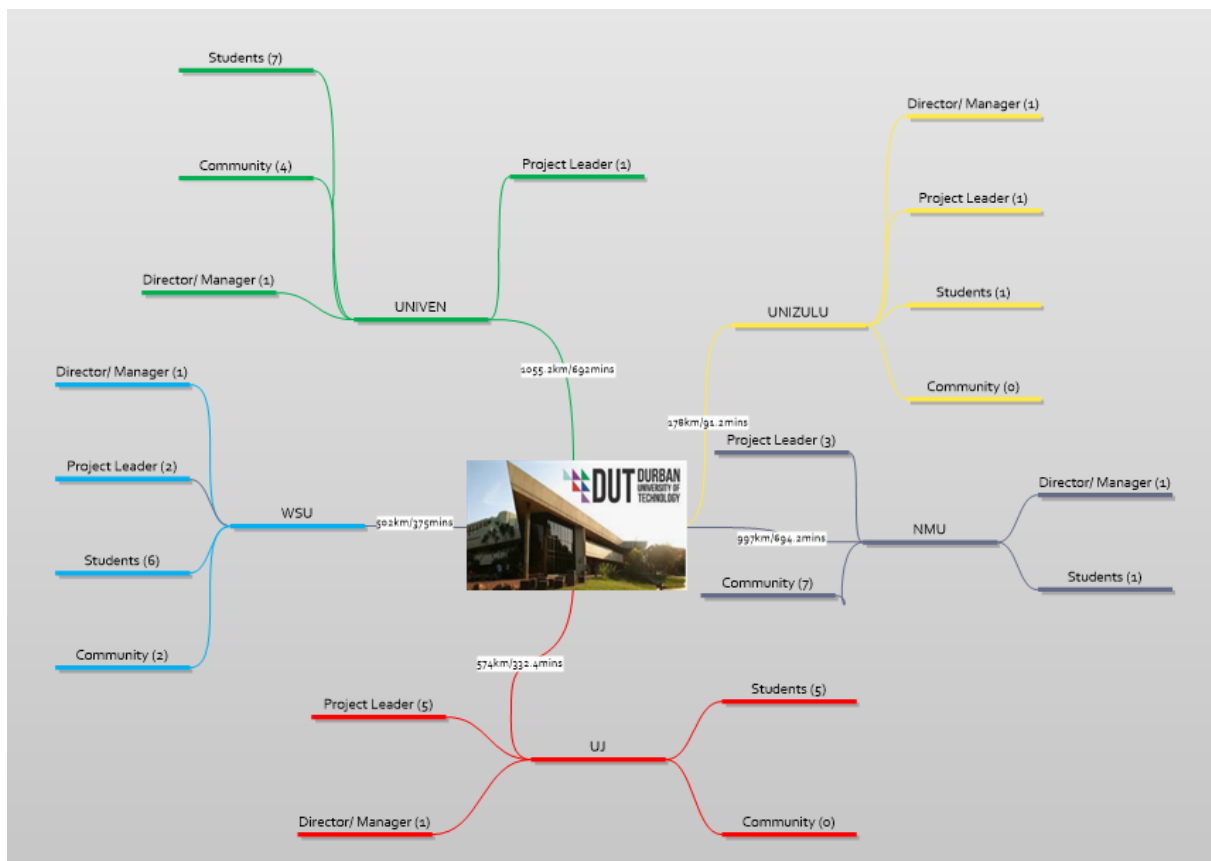 Students (7)
Community (4)
Director/ Manager (1)
Project Leader (1)
UNIVEN
1055.2km/692mins
Director/ Manager (1)
Project Leader (1)
Students (1)
Community (0)
UNIZULU
178km/91.2mins
Director/ Manager (1)
Project Leader (2)
Students (6)
Community (2)
WSU
502km/375mins
DUT
DURBAN
UNIVERSITY OF
TECHNOLOGY
Project Leader (3)
Community (7)
997km/694.2mins
NMU
Director/ Manager (1)
Students (1)
574km/332.4mins
Project Leader (5)
Director/ Manager (1)
UJ
Students (5)
Community (0)